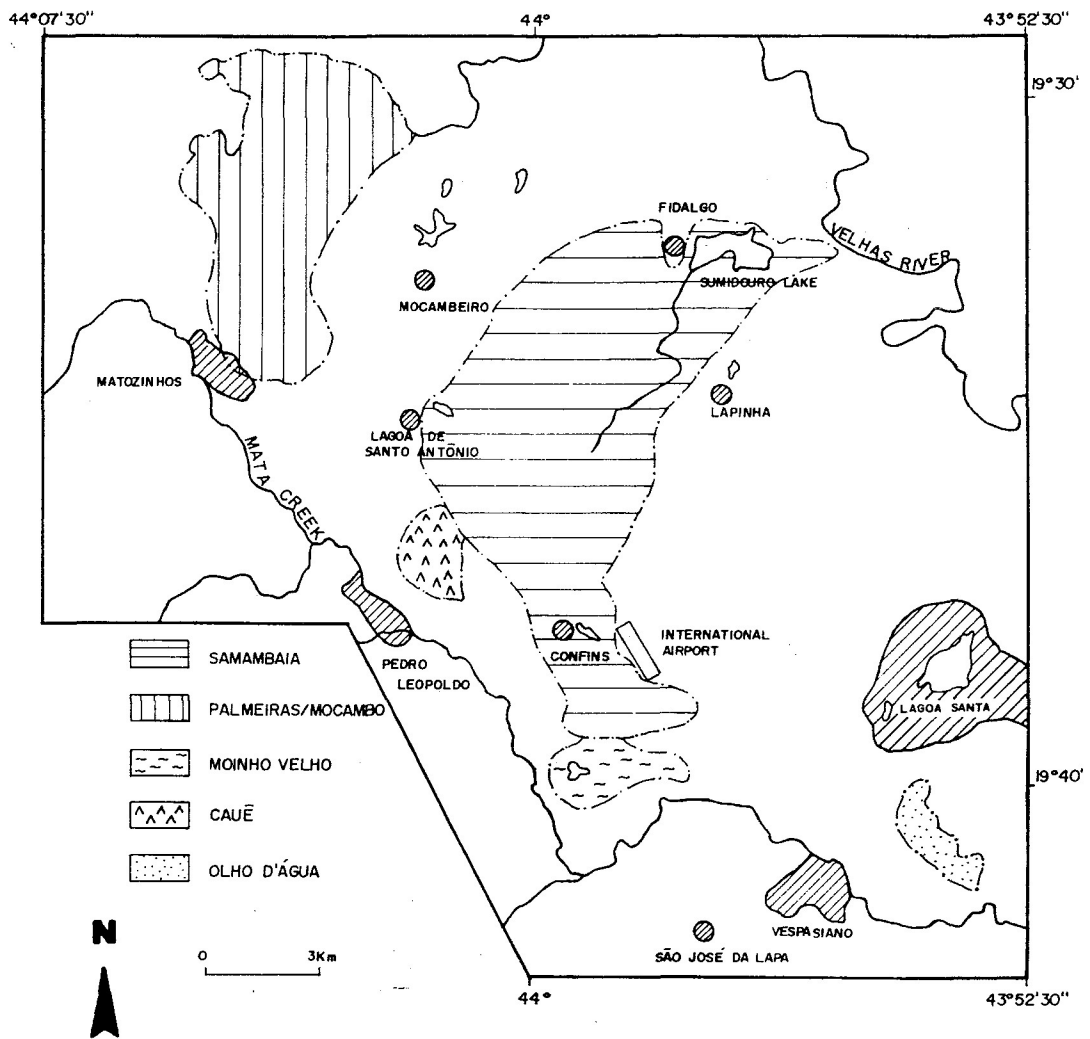 44°07'30"
44°
43°52'30"
19°30'
FIDALGO
VELHAS RIVER
SUMIDOURO LAKE
MOCAMBEIRO
MATOZINHOS
LAPINHA
LAGOA DE
SANTO ANTÔNIO
MATA CREEK
INTERNATIONAL
AIRPORT
CONFINS
PEDRO
LEOPOLDO
LAGOA SANTA
SAMAMBAIA
PALMEIRAS/MOCAMBO
MOINHO VELHO
CAUÊ
OLHO D'ÁGUA
19°40'
VESPASIANO
SÃO JOSÉ DA LAPA
N
0 3Km
44°
43°52'30"